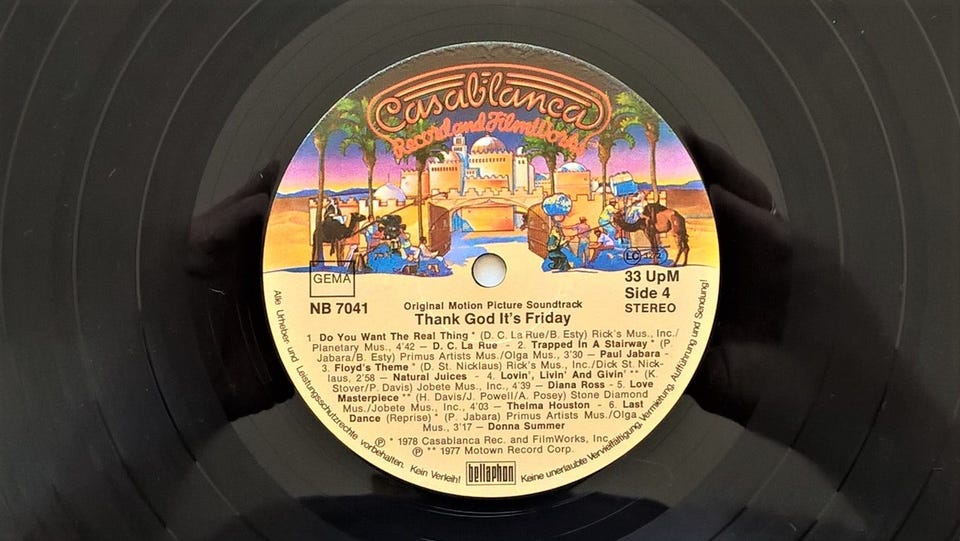 Casablanca
Record and FilmWorks
GEMA
LC
NB 7041
33 UpM
Side 4
STEREO
Original Motion Picture Soundtrack
Thank God It's Friday
1 Do You Want The Real Thing * (D. C. La Rue/B. Esty) Rick's Mus., Inc./
Planetary Mus., 4'42 – D. C. La Rue - 2. Trapped In A Stairway * (P.
Jabara/B. Esty) Primus Artists Mus./Olga Mus., 3'30 – Paul Jabara -
3. Floyd's Theme * (D. St. Nicklaus) Rick's Mus., Inc./Dick St. Nick-
laus, 2'58 – Natural Juices - 4. Lovin', Livin' And Givin' ** (K.
Stover/P. Davis) Jobete Mus., Inc., 4'39 – Diana Ross - 5. Love
Masterpiece ** (H. Davis/J. Powell/A. Posey) Stone Diamond
Mus./Jobete Mus., Inc., 4'03 – Thelma Houston - 6. Last
Dance (Reprise) * (P. Jabara) Primus Artists Mus./Olga
Mus., 3'17 – Donna Summer
Ⓟ * 1978 Casablanca Rec. and FilmWorks, Inc.
Ⓟ ** 1977 Motown Record Corp.
bellaphon
Alle Urheber und Leistungsschutzrechte vorbehalten. Kein Verleih! Keine unerlaubte Vervielfältigung, Vermietung, Aufführung und Sendung!